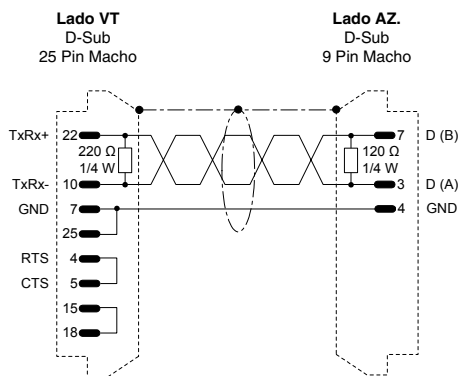 Lado VT
D-Sub
25 Pin Macho
Lado AZ.
D-Sub
9 Pin Macho
TxRx+ 22
220 Ω
1/4 W
TxRx- 10
GND 7
25
RTS 4
CTS 5
15
18
7 D (B)
120 Ω
1/4 W
3 D (A)
4 GND